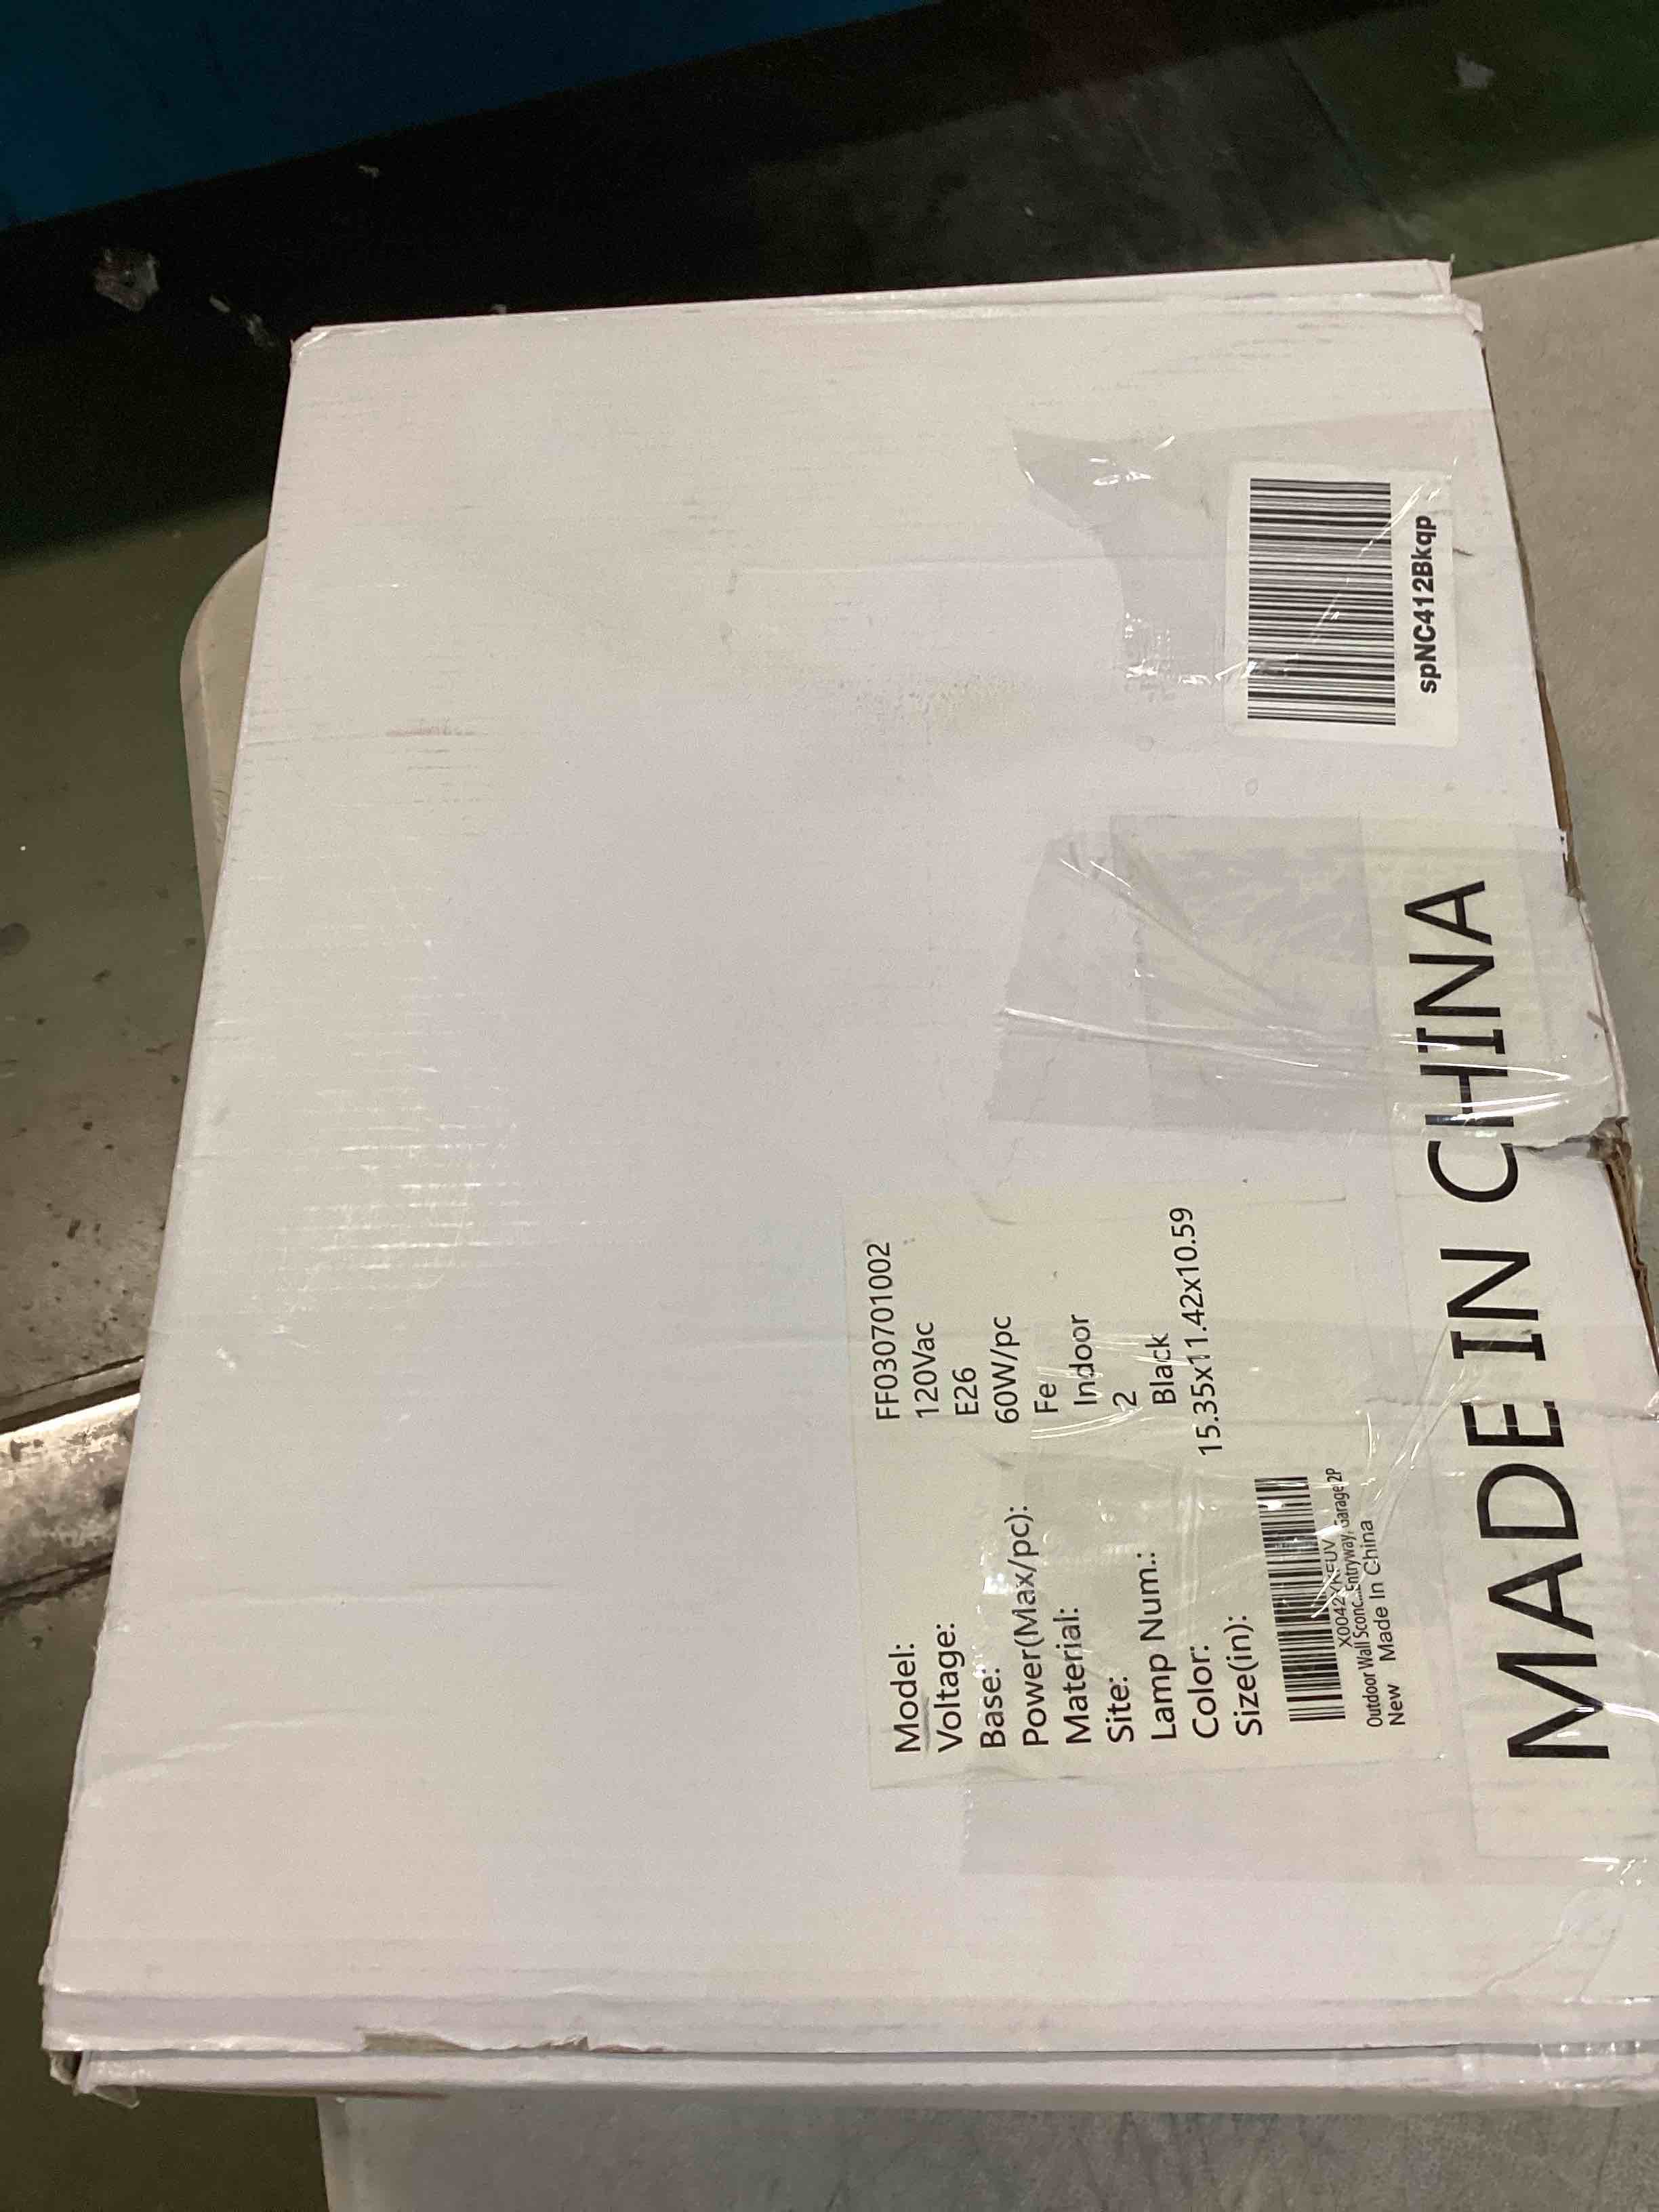 Model: FF030701002
Voltage: 120Vac
Base: E26
Power(Max/pc): 60W/pc
Material: Fe
Site: Indoor
Lamp Num.: 2
Color: Black
Size(in): 15.35x11.42x10.59
Outdoor Wall Sconc...Entryway, Garage 2P
New Made In China
MADE IN CHINA
spNC412Bkqp